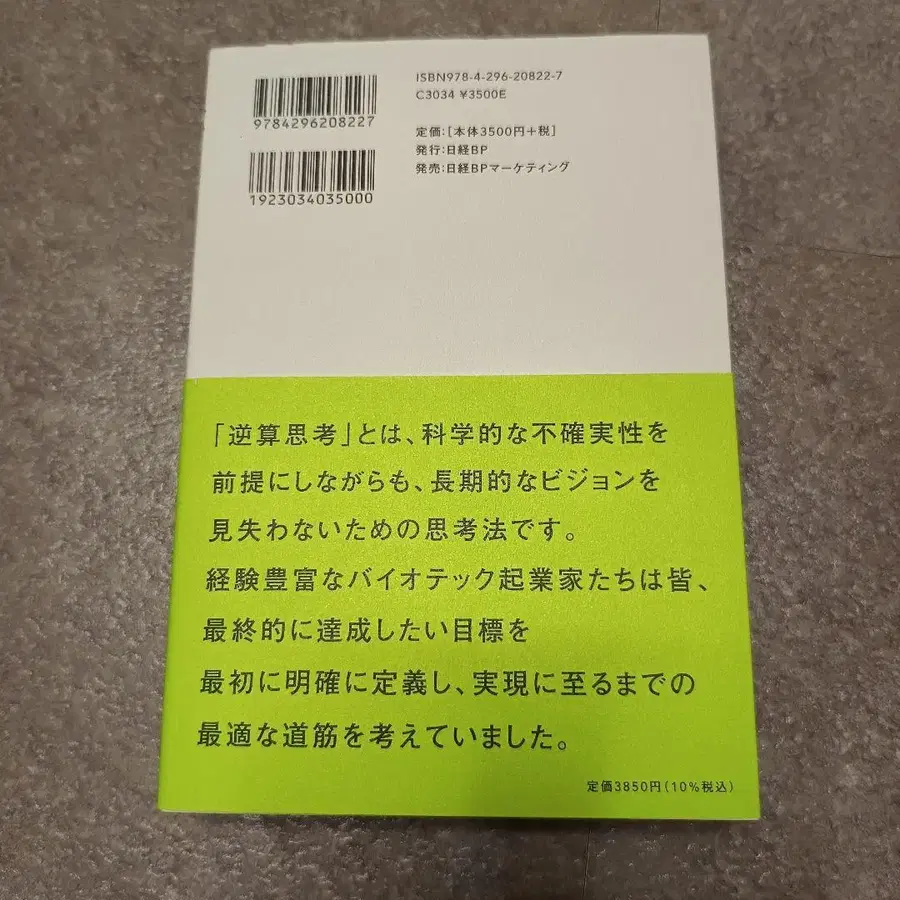 ISBN978-4-296-20822-7
C3034 ¥3500E
9784296208227
定価:[本体3500円+税]
発行:日経BP
発売:日経BPマーケティング
1923034035000
「逆算思考」とは、科学的な不確実性を
前提にしながらも、長期的なビジョンを
見失わないための思考法です。
経験豊富なバイオテック起業家たちは皆、
最終的に達成したい目標を
最初に明確に定義し、実現に至るまでの
最適な道筋を考えていました。
定価3850円(10%税込)